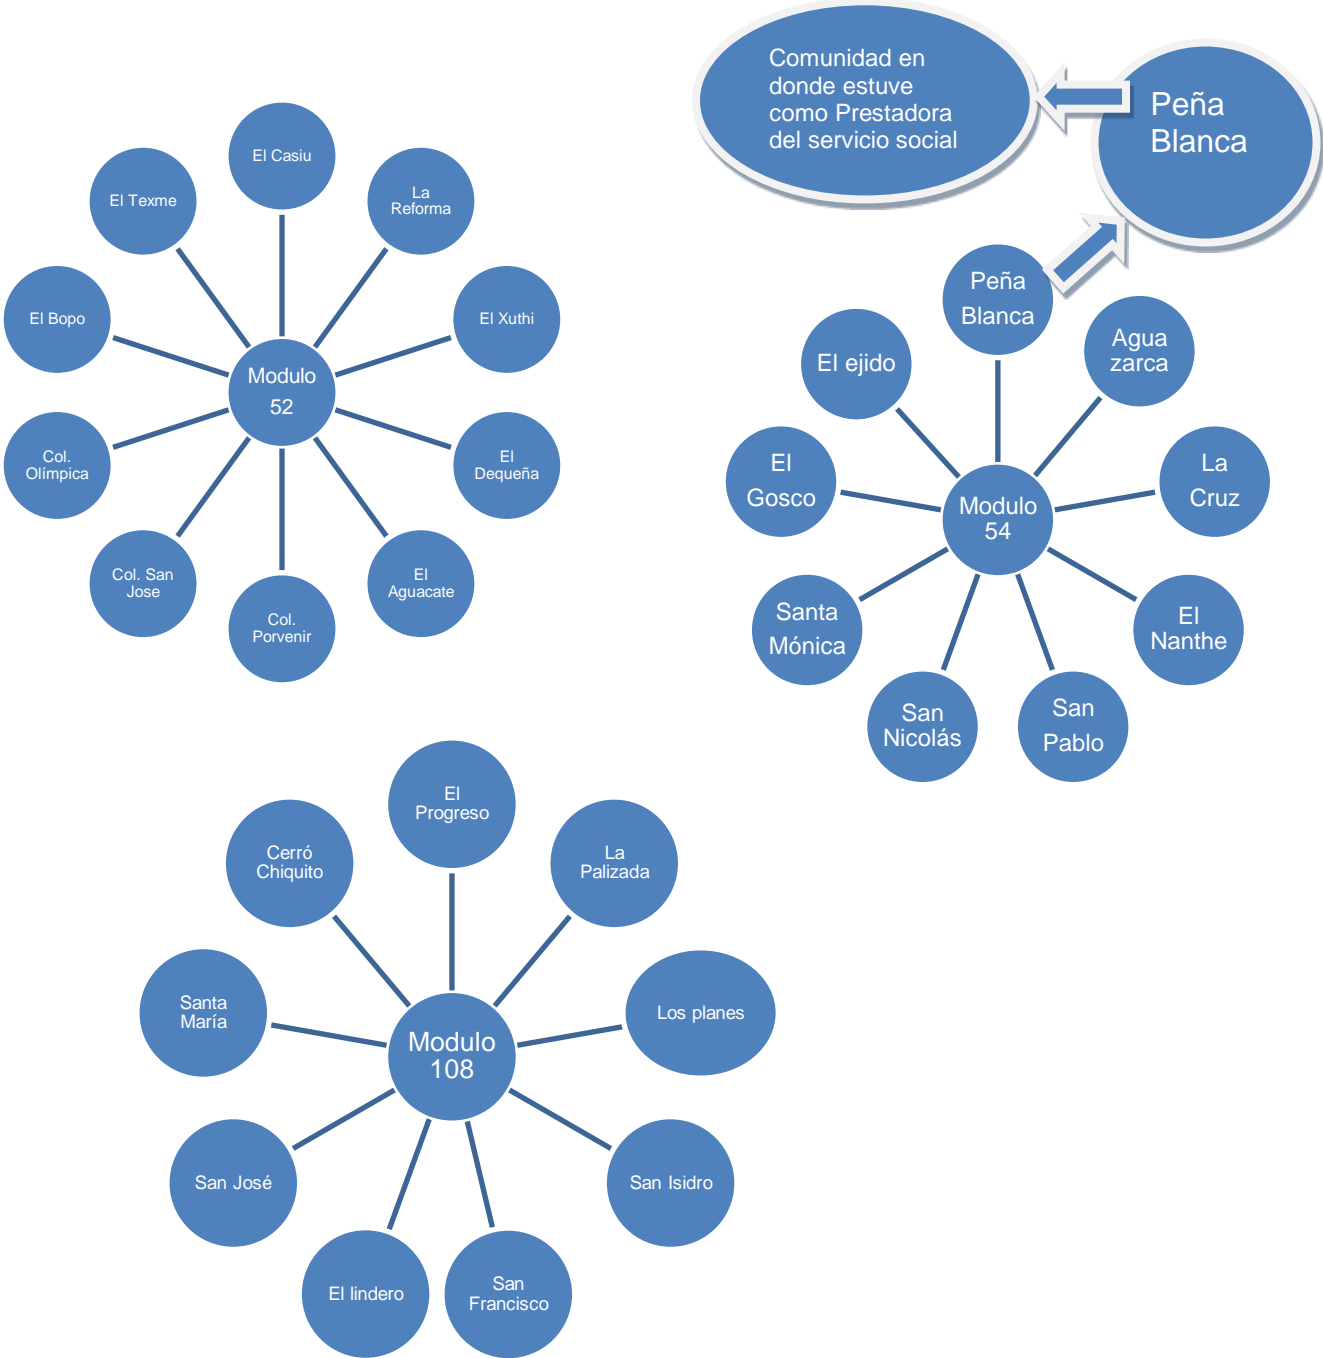 Comunidad en
donde estuve
como Prestadora
del servicio social
Peña
Blanca
El Casiu
La
Reforma
El Xuthi
El
Dequeña
El
Aguacate
Col.
Porvenir
Col. San
Jose
Col.
Olímpica
El Bopo
El Texme
Modulo
52
Peña
Blanca
Agua
zarca
La
Cruz
El
Nanthe
San
Pablo
San
Nicolás
Santa
Mónica
El
Gosco
El ejido
Modulo
54
El
Progreso
La
Palizada
Los planes
San Isidro
San
Francisco
El lindero
San José
Santa
María
Cerró
Chiquito
Modulo
108